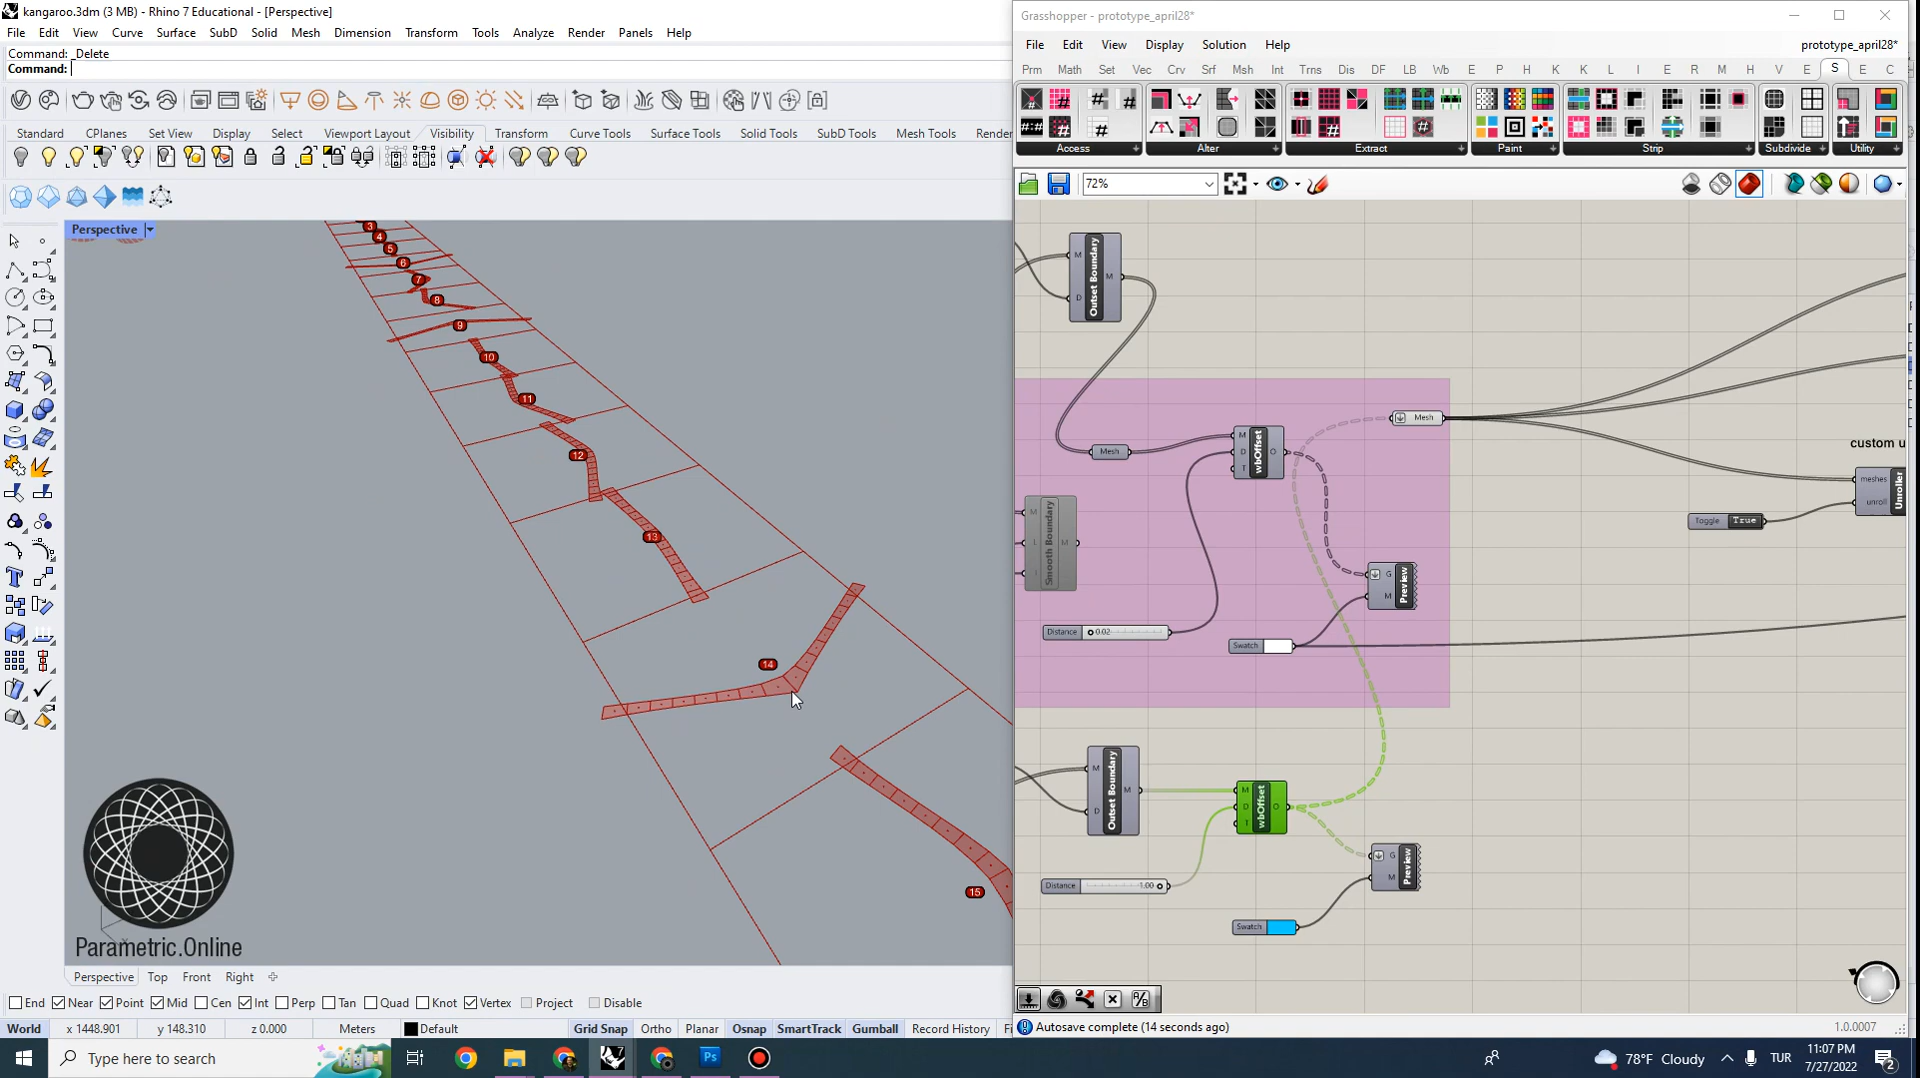 kangaroo.3dm (3 MB) - Rhino 7 Educational - [Perspective]
File Edit View Curve Surface SubD Solid Mesh Dimension Transform Tools Analyze Render Panels Help
Command: _Delete
Command:
Standard CPlanes Set View Display Select Viewport Layout Visibility Transform Curve Tools Surface Tools Solid Tools SubD Tools Mesh Tools Render
Perspective
3
4
5
6
7
8
9
10
11
12
13
14
15
Parametric.Online
Perspective Top Front Right
End Near Point Mid Cen Int Perp Tan Quad Knot Vertex Project Disable
World x 1448.901 y 148.310 z 0.000 Meters Default Grid Snap Ortho Planar Osnap SmartTrack Gumball Record History
Grasshopper - prototype_april28*
File Edit View Display Solution Help prototype_april28*
Prm Math Set Vec Crv Srf Msh Int Trns Dis DF LB Wb E P H K K L I E R M H V E S E C
Access Alter Extract Paint Strip Subdivide Utility
72%
M D Outset Boundary M
Mesh
M D T wbOffset O
Mesh
custom u
meshes unroll Unroller
Toggle True
M Smooth Boundary M
G M Preview
Distance 0.02
Swatch
M D Outset Boundary M
M D T wbOffset O
G M Preview
Distance 1.00
Swatch
Autosave complete (14 seconds ago) 1.0.0007
Type here to search
78°F Cloudy TUR 11:07 PM
7/27/2022
2